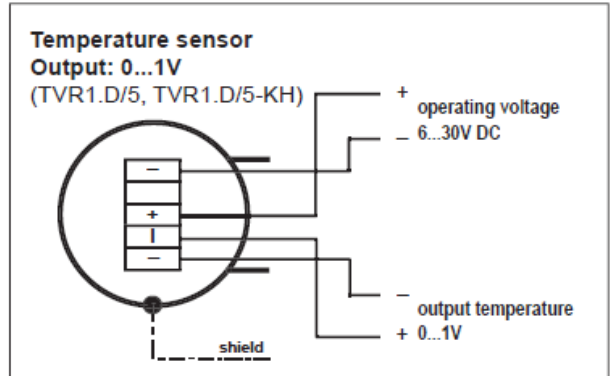 Temperature sensor
Output: 0...1V
(TVR1.D/5, TVR1.D/5-KH)
+
operating voltage
– 6...30V DC
–
+
I
–
–
output temperature
+ 0...1V
shield